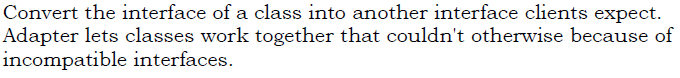 Convert the interface of a class into another interface clients expect.
Adapter lets classes work together that couldn't otherwise because of
incompatible interfaces.